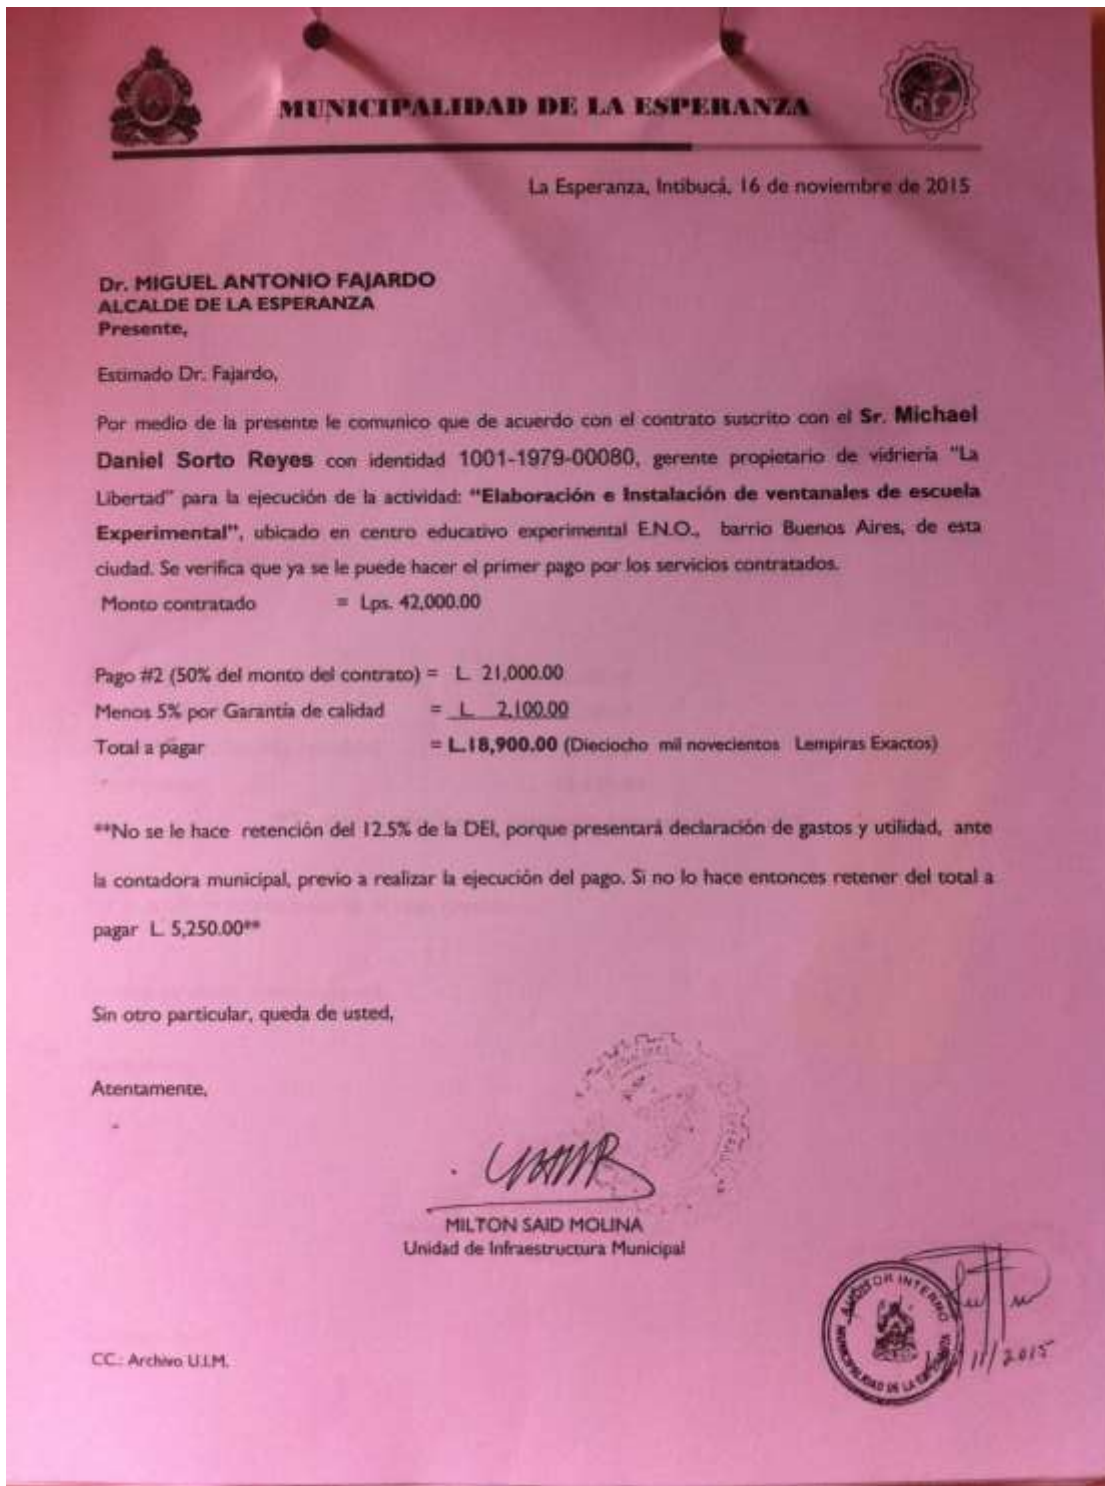 MUNICIPALIDAD DE LA ESPERANZA
La Esperanza, Intibucá, 16 de noviembre de 2015
Dr. MIGUEL ANTONIO FAJARDO
ALCALDE DE LA ESPERANZA
Presente,
Estimado Dr. Fajardo,
Por medio de la presente le comunico que de acuerdo con el contrato suscrito con el Sr. Michael
Daniel Sorto Reyes con identidad 1001-1979-00080, gerente propietario de vidriería "La
Libertad" para la ejecución de la actividad: "Elaboración e Instalación de ventanales de escuela
Experimental", ubicado en centro educativo experimental E.N.O., barrio Buenos Aires, de esta
ciudad. Se verifica que ya se le puede hacer el primer pago por los servicios contratados.
Monto contratado = Lps. 42,000.00
Pago #2 (50% del monto del contrato) = L. 21,000.00
Menos 5% por Garantía de calidad = L 2,100.00
Total a pagar = L.18,900.00 (Dieciocho mil novecientos Lempiras Exactos)
**No se le hace retención del 12.5% de la DEI, porque presentará declaración de gastos y utilidad, ante
la contadora municipal, previo a realizar la ejecución del pago. Si no lo hace entonces retener del total a
pagar L. 5,250.00**
Sin otro particular, queda de usted,
Atentamente,
MILTON SAID MOLINA
Unidad de Infraestructura Municipal
AUDITOR INTERNO
MUNICIPALIDAD DE LA ESPERANZA
11/2015
CC.: Archivo U.I.M.